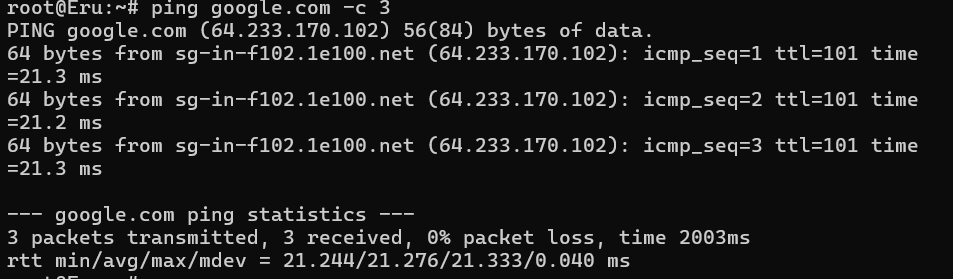 root@Eru:~# ping google.com -c 3
PING google.com (64.233.170.102) 56(84) bytes of data.
64 bytes from sg-in-f102.1e100.net (64.233.170.102): icmp_seq=1 ttl=101 time
=21.3 ms
64 bytes from sg-in-f102.1e100.net (64.233.170.102): icmp_seq=2 ttl=101 time
=21.2 ms
64 bytes from sg-in-f102.1e100.net (64.233.170.102): icmp_seq=3 ttl=101 time
=21.3 ms

--- google.com ping statistics ---
3 packets transmitted, 3 received, 0% packet loss, time 2003ms
rtt min/avg/max/mdev = 21.244/21.276/21.333/0.040 ms